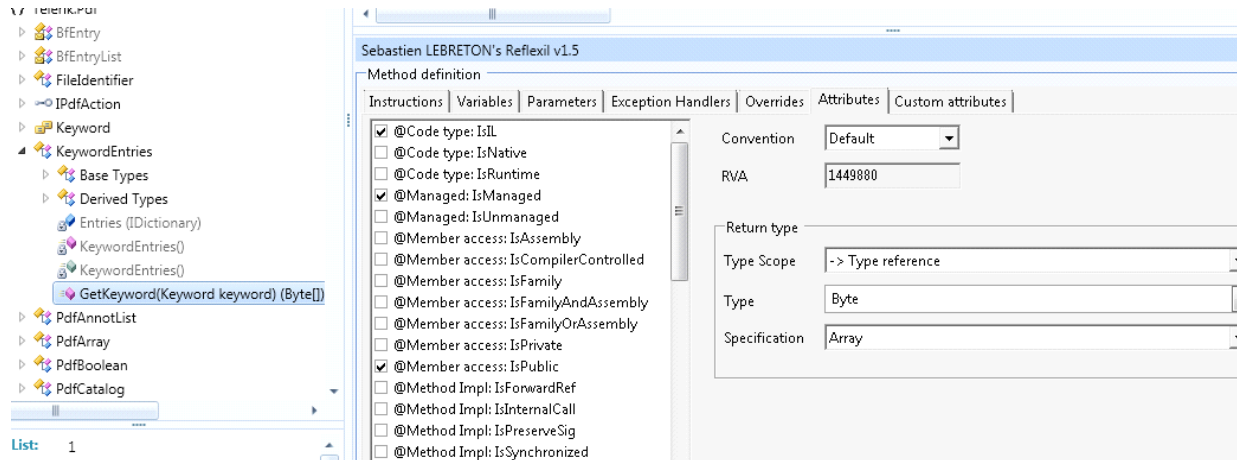 {} Telerik.Pdf
BfEntry
BfEntryList
FileIdentifier
IPdfAction
Keyword
KeywordEntries
Base Types
Derived Types
Entries (IDictionary)
KeywordEntries()
KeywordEntries()
GetKeyword(Keyword keyword) (Byte[])
PdfAnnotList
PdfArray
PdfBoolean
PdfCatalog
List: 1
Sebastien LEBRETON's Reflexil v1.5
Method definition
Instructions Variables Parameters Exception Handlers Overrides Attributes Custom attributes
@Code type: IsIL
@Code type: IsNative
@Code type: IsRuntime
@Managed: IsManaged
@Managed: IsUnmanaged
@Member access: IsAssembly
@Member access: IsCompilerControlled
@Member access: IsFamily
@Member access: IsFamilyAndAssembly
@Member access: IsFamilyOrAssembly
@Member access: IsPrivate
@Member access: IsPublic
@Method Impl: IsForwardRef
@Method Impl: IsInternalCall
@Method Impl: IsPreserveSig
@Method Impl: IsSynchronized
Convention Default
RVA 1449880
Return type
Type Scope -> Type reference
Type Byte
Specification Array